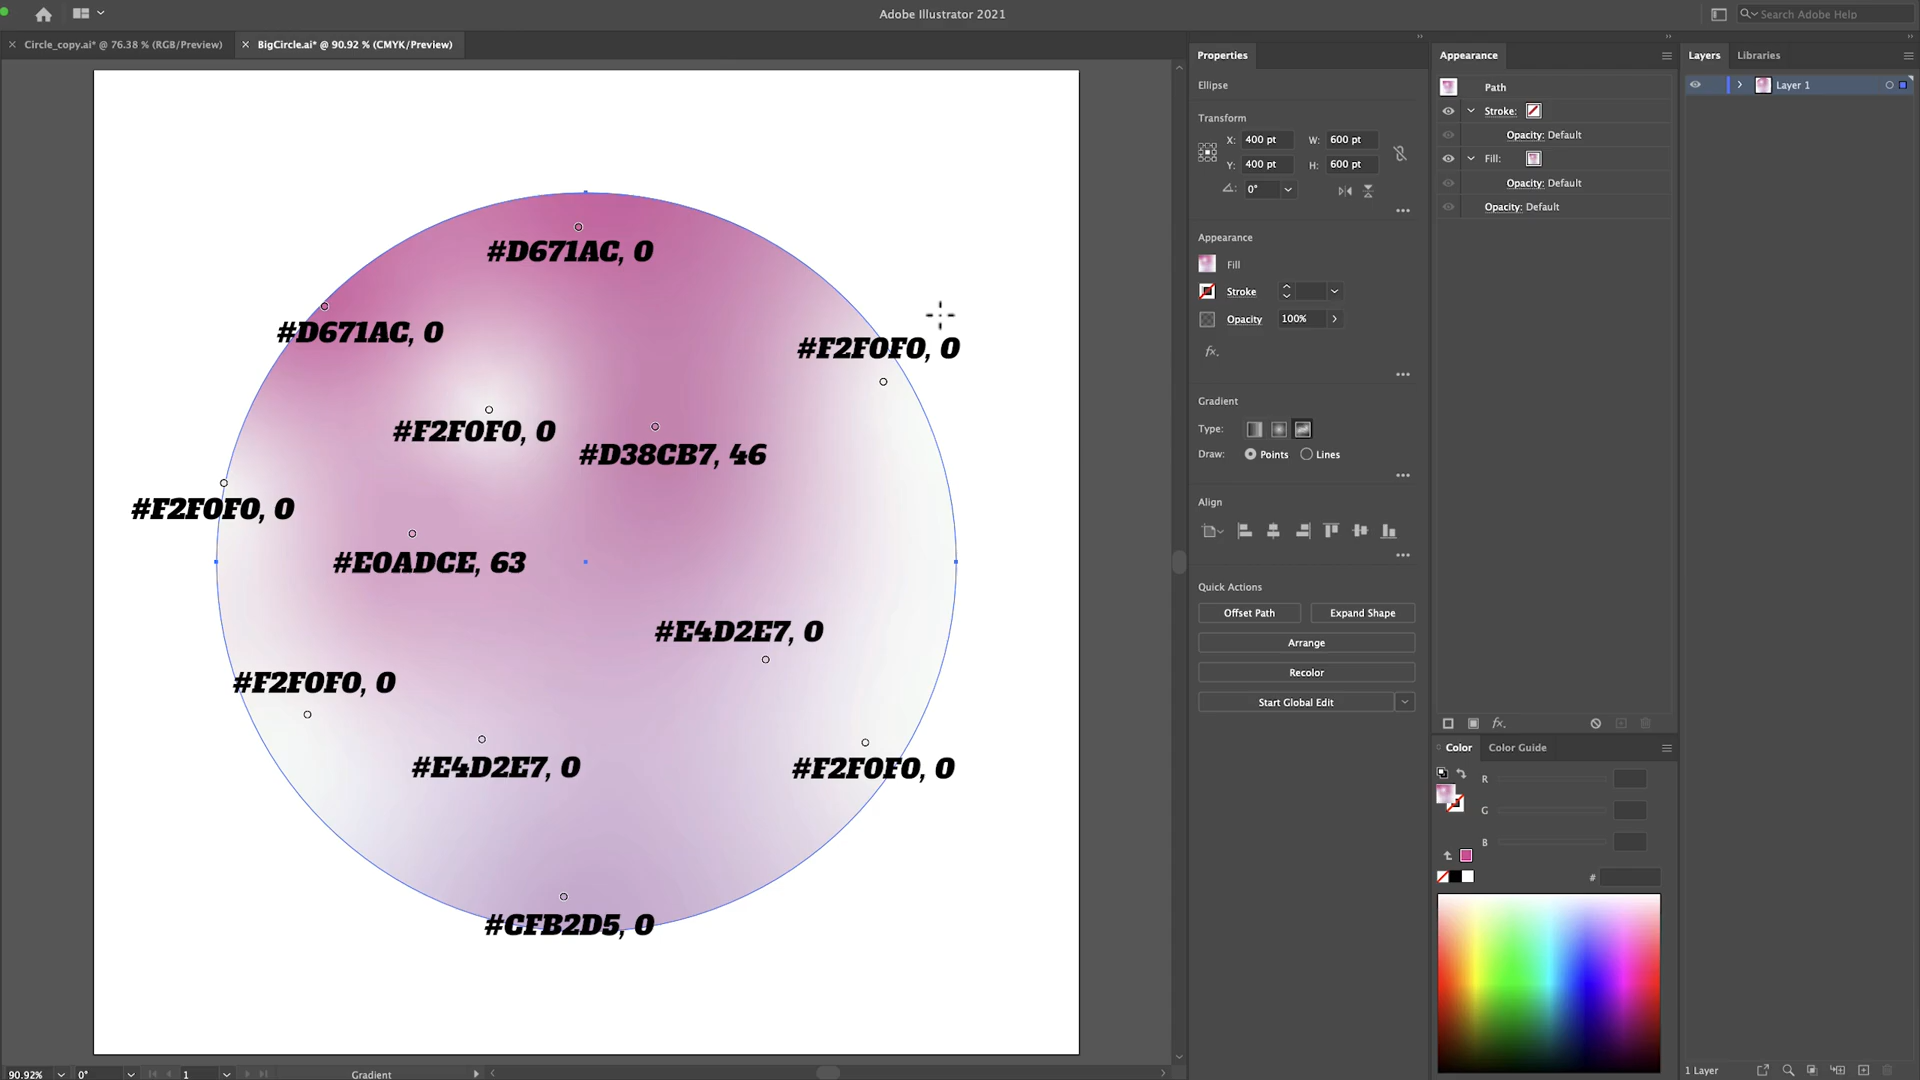 Adobe Illustrator 2021
Search Adobe Help
Circle_copy.ai* @ 76.38 % (RGB/Preview)
BigCircle.ai* @ 90.92 % (CMYK/Preview)
#D671AC, 0
#D671AC, 0
#F2F0F0, 0
#F2F0F0, 0
#D38CB7, 46
#F2F0F0, 0
#E0ADCE, 63
#E4D2E7, 0
#F2F0F0, 0
#E4D2E7, 0
#F2F0F0, 0
#CFB2D5, 0
90.92%
0°
1
Gradient
Properties
Ellipse
Transform
X: 400 pt W: 600 pt
Y: 400 pt H: 600 pt
0°
Appearance
Fill
Stroke
Opacity 100%
fx.
Gradient
Type:
Draw: Points Lines
Align
Quick Actions
Offset Path Expand Shape
Arrange
Recolor
Start Global Edit
Appearance
Path
Stroke:
Opacity: Default
Fill:
Opacity: Default
Opacity: Default
fx.
Color Color Guide
R
G
B
#
Layers Libraries
Layer 1
1 Layer